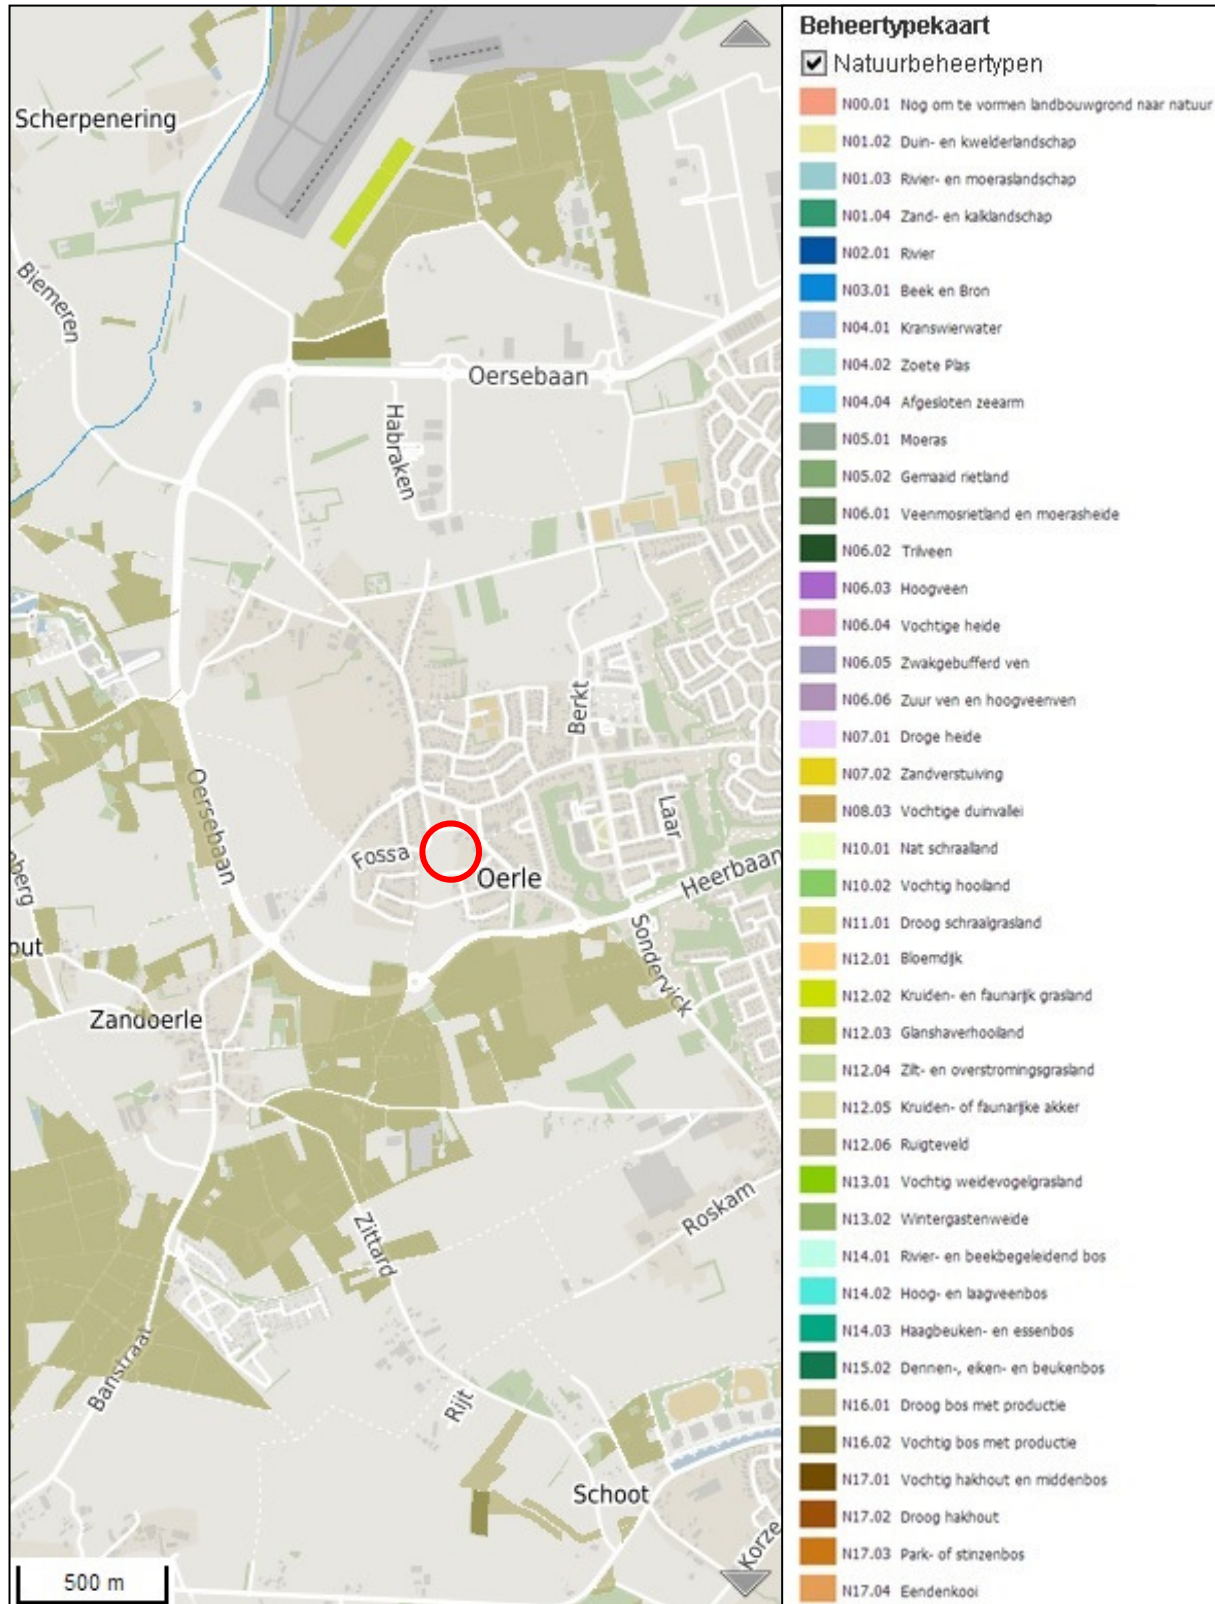 Scherpenering
Biemeren
Oersebaan
Habraken
Berkt
Laar
Oersebaan
Fossa
Oerle
Heerbaan
Sondervick
berg
out
Zandoerle
Roskam
Zittard
Banstraat
Rijt
Schoot
Korze
500 m
Beheertypekaart
Natuurbeheertypen
N00.01 Nog om te vormen landbouwgrond naar natuur
N01.02 Duin- en kwelderlandschap
N01.03 Rivier- en moeraslandschap
N01.04 Zand- en kalklandschap
N02.01 Rivier
N03.01 Beek en Bron
N04.01 Kranswierwater
N04.02 Zoete Plas
N04.04 Afgesloten zeearm
N05.01 Moeras
N05.02 Gemaaid rietland
N06.01 Veenmosrietland en moerasheide
N06.02 Trilveen
N06.03 Hoogveen
N06.04 Vochtige heide
N06.05 Zwakgebufferd ven
N06.06 Zuur ven en hoogveenven
N07.01 Droge heide
N07.02 Zandverstuiving
N08.03 Vochtige duinvallei
N10.01 Nat schraalland
N10.02 Vochtig hooiland
N11.01 Droog schraalgrasland
N12.01 Bloemdijk
N12.02 Kruiden- en faunarijk grasland
N12.03 Glanshaverhooiland
N12.04 Zilt- en overstromingsgrasland
N12.05 Kruiden- of faunarijke akker
N12.06 Ruigteveld
N13.01 Vochtig weidevogelgrasland
N13.02 Wintergastenweide
N14.01 Rivier- en beekbegeleidend bos
N14.02 Hoog- en laagveenbos
N14.03 Haagbeuken- en essenbos
N15.02 Dennen-, eiken- en beukenbos
N16.01 Droog bos met productie
N16.02 Vochtig bos met productie
N17.01 Vochtig hakhout en middenbos
N17.02 Droog hakhout
N17.03 Park- of stinzenbos
N17.04 Eendenkooi